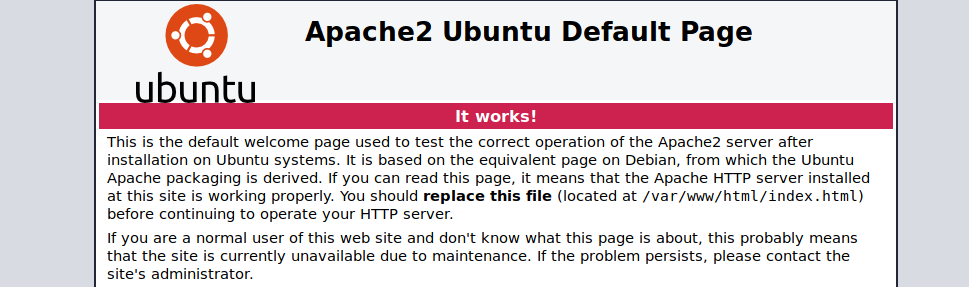 Apache2 Ubuntu Default Page
ubuntu
It works!
This is the default welcome page used to test the correct operation of the Apache2 server after
installation on Ubuntu systems. It is based on the equivalent page on Debian, from which the Ubuntu
Apache packaging is derived. If you can read this page, it means that the Apache HTTP server installed
at this site is working properly. You should replace this file (located at /var/www/html/index.html)
before continuing to operate your HTTP server.
If you are a normal user of this web site and don't know what this page is about, this probably means
that the site is currently unavailable due to maintenance. If the problem persists, please contact the
site's administrator.